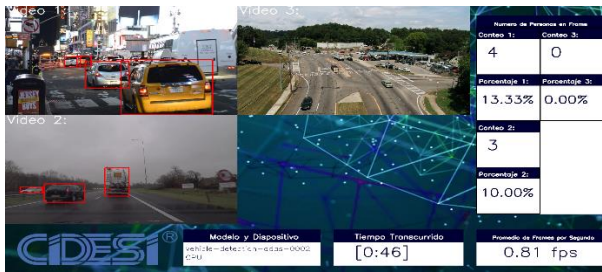 Video 1:
Video 3:
Numero de Personas en Frame
Conteo 1:
Conteo 3:
4
0
Porcentaje 1:
Porcentaje 3:
13.33%
0.00%
JERSEY
BOYS
Video 2:
Conteo 2:
3
Porcentaje 2:
10.00%
CIDESI®
Modelo y Dispositivo
vehicle-detection-adas-0002
CPU
Tiempo Transcurrido
[0:46]
Promedio de Frames por Segundo
0.81 fps